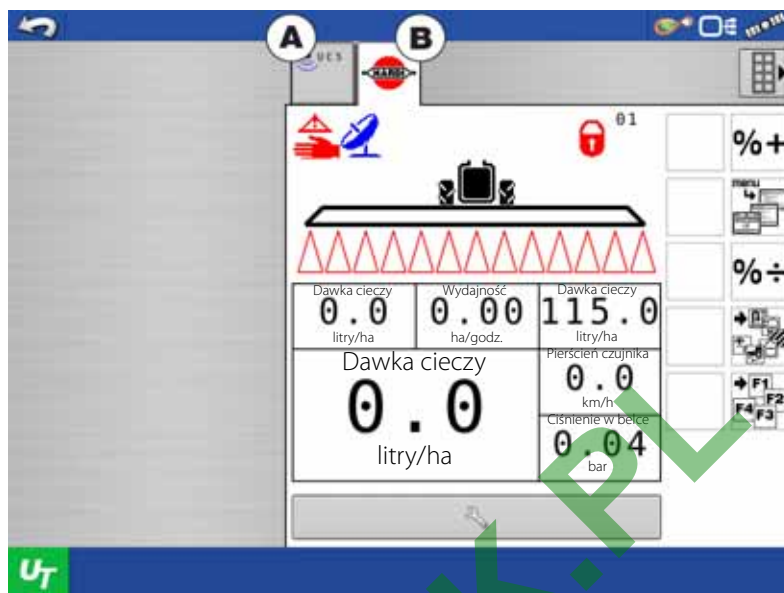 A
B
UCS
HARDI
01
%+
menu
%÷
F1
F2
F4 F3
Dawka cieczy
0.0
litry/ha
Wydajność
0.00
ha/godz.
Dawka cieczy
115.0
litry/ha
Dawka cieczy
0.0
litry/ha
Pierścień czujnika
0.0
km/h
Ciśnienie w belce
0.04
bar
UT
K.PL